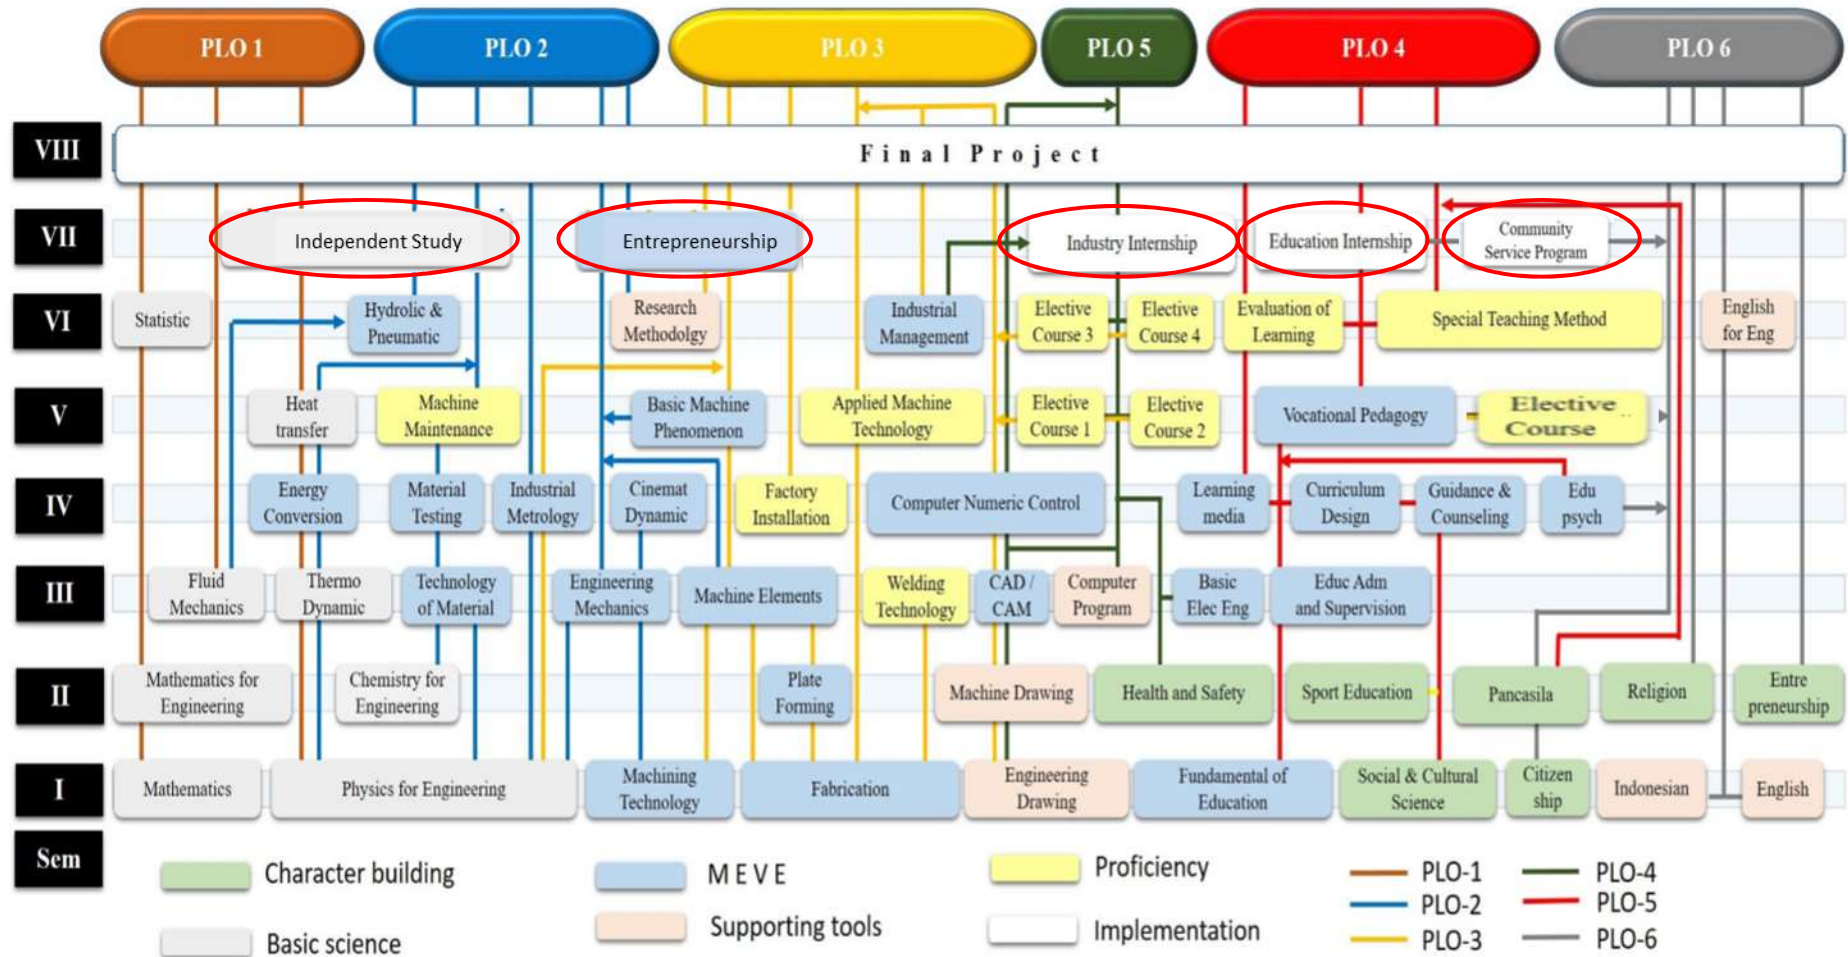 PLO 1
PLO 2
PLO 3
PLO 5
PLO 4
PLO 6
VIII
Final Project
VII
Independent Study
Entrepreneurship
Industry Internship
Education Internship
Community
Service Program
VI
Statistic
Hydrolic &
Pneumatic
Research
Methodolgy
Industrial
Management
Elective
Course 3
Elective
Course 4
Evaluation of
Learning
Special Teaching Method
English
for Eng
V
Heat
transfer
Machine
Maintenance
Basic Machine
Phenomenon
Applied Machine
Technology
Elective
Course 1
Elective
Course 2
Vocational Pedagogy
Elective
Course
IV
Energy
Conversion
Material
Testing
Industrial
Metrology
Cinemat
Dynamic
Factory
Installation
Computer Numeric Control
Learning
media
Curriculum
Design
Guidance &
Counseling
Edu
psych
III
Fluid
Mechanics
Thermo
Dynamic
Technology
of Material
Engineering
Mechanics
Machine Elements
Welding
Technology
CAD /
CAM
Computer
Program
Basic
Elec Eng
Educ Adm
and Supervision
II
Mathematics for
Engineering
Chemistry for
Engineering
Plate
Forming
Machine Drawing
Health and Safety
Sport Education
Pancasila
Religion
Entre
preneurship
I
Mathematics
Physics for Engineering
Machining
Technology
Fabrication
Engineering
Drawing
Fundamental of
Education
Social & Cultural
Science
Citizen
ship
Indonesian
English
Sem
Character building
M E V E
Proficiency
PLO-1
PLO-4
PLO-2
PLO-5
Basic science
Supporting tools
Implementation
PLO-3
PLO-6